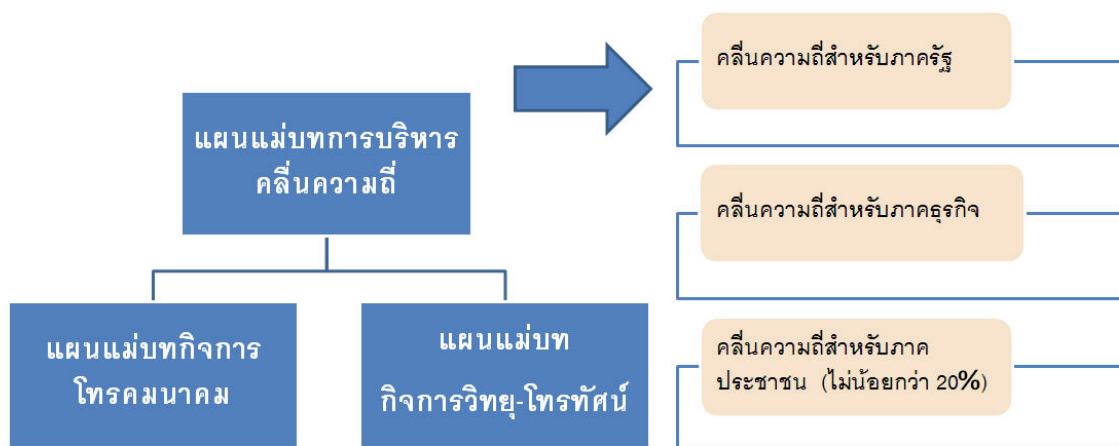 แผนแม่บทการบริหาร
คลื่นความถี่
แผนแม่บทกิจการ
โทรคมนาคม
แผนแม่บท
กิจการวิทยุ-โทรทัศน์
คลื่นความถี่สำหรับภาครัฐ
คลื่นความถี่สำหรับภาคธุรกิจ
คลื่นความถี่สำหรับภาค
ประชาชน (ไม่น้อยกว่า 20%)